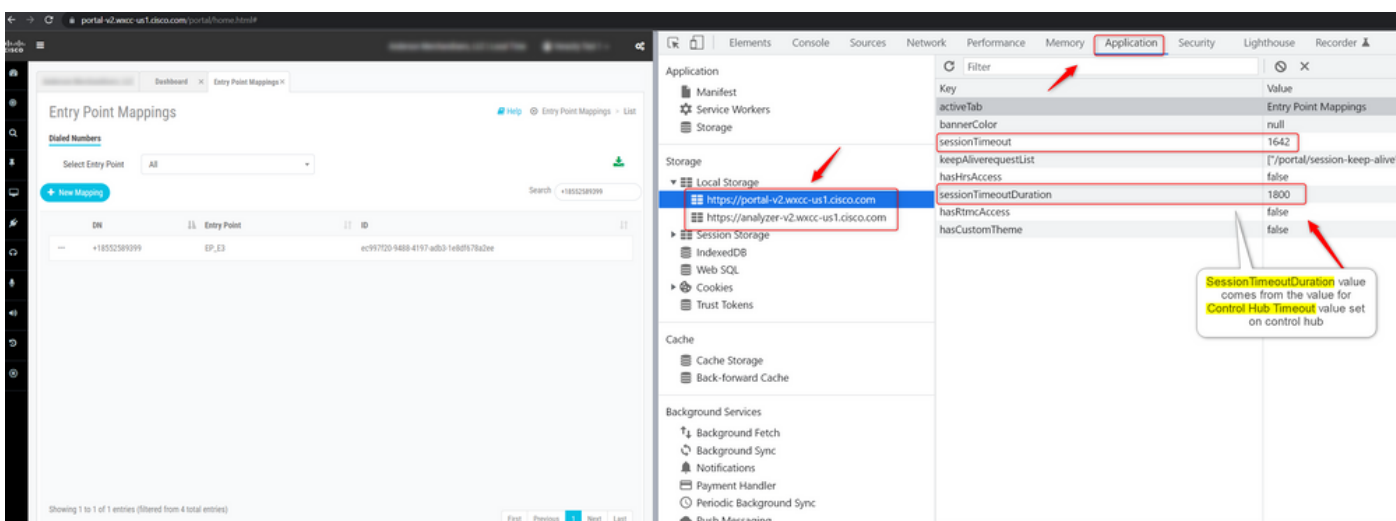 portal-v2.wxcc-us1.cisco.com/portal/home.html#
cisco
Dashboard × Entry Point Mappings ×
Entry Point Mappings
Help Entry Point Mappings > List
Dialed Numbers
Select Entry Point All
+ New Mapping
Search +18552589399
DN Entry Point ID
+18552589399 EP_E3 ec997f20-9488-4197-adb3-1e8df678a2ee
Showing 1 to 1 of 1 entries (filtered from 4 total entries)
First Previous 1 Next Last
Elements Console Sources Network Performance Memory Application Security Lighthouse Recorder
Application
Manifest
Service Workers
Storage
Storage
Local Storage
https://portal-v2.wxcc-us1.cisco.com
https://analyzer-v2.wxcc-us1.cisco.com
Session Storage
IndexedDB
Web SQL
Cookies
Trust Tokens
Cache
Cache Storage
Back-forward Cache
Background Services
Background Fetch
Background Sync
Notifications
Payment Handler
Periodic Background Sync
Push Messaging
Filter
Key Value
activeTab Entry Point Mappings
bannerColor null
sessionTimeout 1642
keepAliverequestList ["/portal/session-keep-alive
hasHrsAccess false
sessionTimeoutDuration 1800
hasRtmcAccess false
hasCustomTheme false
SessionTimeoutDuration value
comes from the value for
Control Hub Timeout value set
on control hub